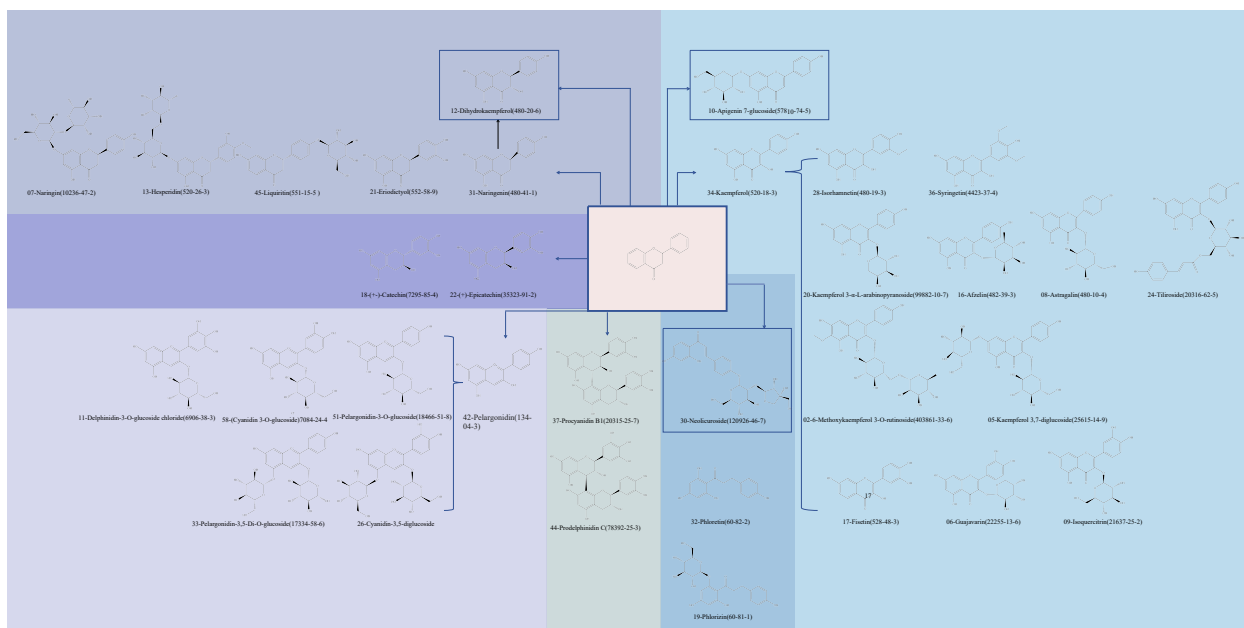 12-Dihydrokaempferol(480-20-6)
10-Apigenin 7-glucoside(578)g-74-5)
07-Naringin(10236-47-2)
13-Hesperidin(520-26-3)
45-Liquiritin(551-15-5 )
21-Eriodictyol(552-58-9)
31-Naringenin(480-41-1)
34-Kaempferol(520-18-3)
28-Isorhamnetin(480-19-3)
36-Syringetin(4423-37-4)
18-(+-)-Catechin(7295-85-4)
22-(+)-Epicatechin(35323-91-2)
20-Kaempferol 3-α-L-arabinopyranoside(99882-10-7)
16-Afzelin(482-39-3)
08-Astragalin(480-10-4)
24-Tiliroside(20316-62-5)
11-Delphinidin-3-O-glucoside chloride(6906-38-3)
58-(Cyanidin 3-O-glucoside)7084-24-4
51-Pelargonidin-3-O-glucoside(18466-51-8)
42-Pelargonidin(134-
04-3)
37-Procyanidin B1(20315-25-7)
30-Neolicuroside(120926-46-7)
02-6-Methoxykaempferol 3-O-rutinoside(403861-33-6)
05-Kaempferol 3,7-diglucoside(25615-14-9)
33-Pelargonidin-3,5-Di-O-glucoside(17334-58-6)
26-Cyanidin-3,5-diglucoside
44-Prodelphinidin C(78392-25-3)
32-Phloretin(60-82-2)
17
17-Fisetin(528-48-3)
06-Guajavarin(22255-13-6)
09-Isoquercitrin(21637-25-2)
19-Phlorizin(60-81-1)